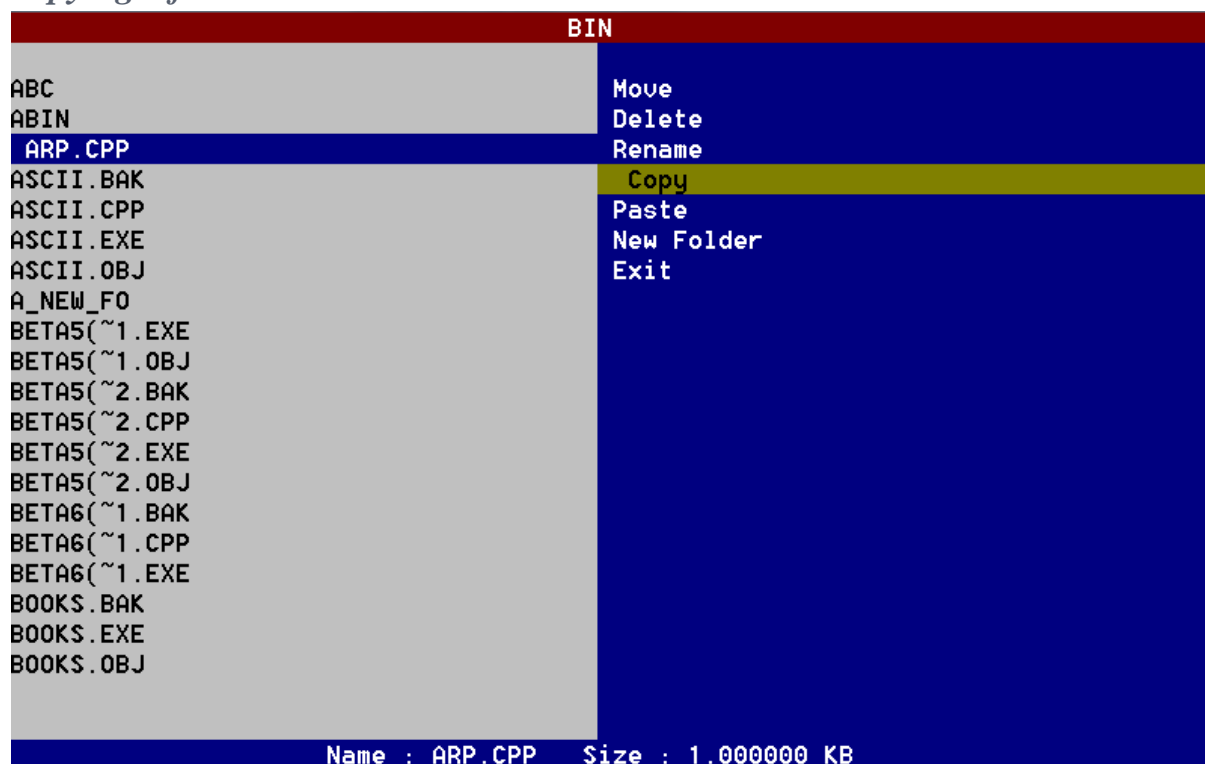 BIN
ABC
ABIN
ARP.CPP
ASCII.BAK
ASCII.CPP
ASCII.EXE
ASCII.OBJ
A_NEW_FO
BETA5(~1.EXE
BETA5(~1.OBJ
BETA5(~2.BAK
BETA5(~2.CPP
BETA5(~2.EXE
BETA5(~2.OBJ
BETA6(~1.BAK
BETA6(~1.CPP
BETA6(~1.EXE
BOOKS.BAK
BOOKS.EXE
BOOKS.OBJ
Move
Delete
Rename
Copy
Paste
New Folder
Exit
Name : ARP.CPP Size : 1.000000 KB